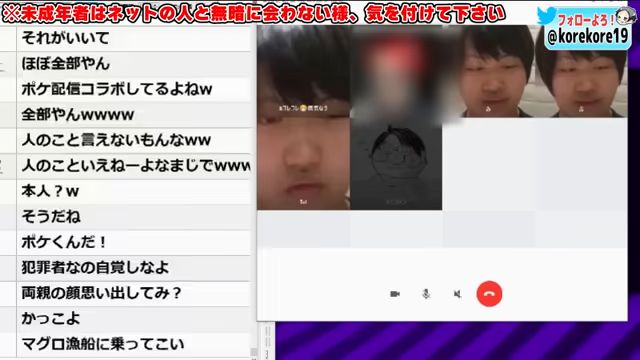 ※未成年者はネットの人と無暗に会わない様、気を付けて下さい
フォローよろ!
@korekore19
それがいいて
ほぼ全部やん
ポケ配信コラボしてるよねw
全部やんwwww
人のこと言えないもんなww
人のこといえねーよなまじでwww
本人？w
そうだね
ポケくんだ！
犯罪者なの自覚しなよ
両親の顔思い出してみ？
かっこよ
マグロ漁船に乗ってこい